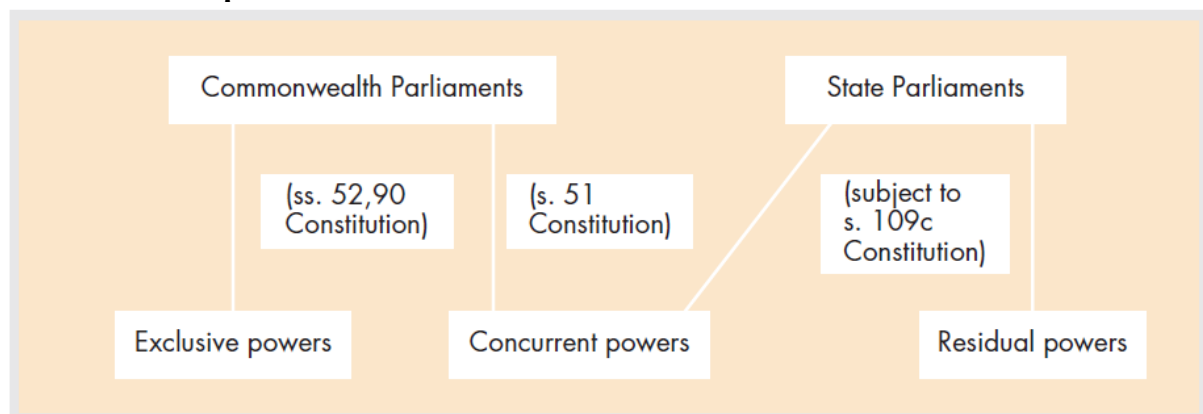 Commonwealth Parliaments
State Parliaments
(ss. 52,90
Constitution)
(s. 51
Constitution)
(subject to
s. 109c
Constitution)
Exclusive powers
Concurrent powers
Residual powers